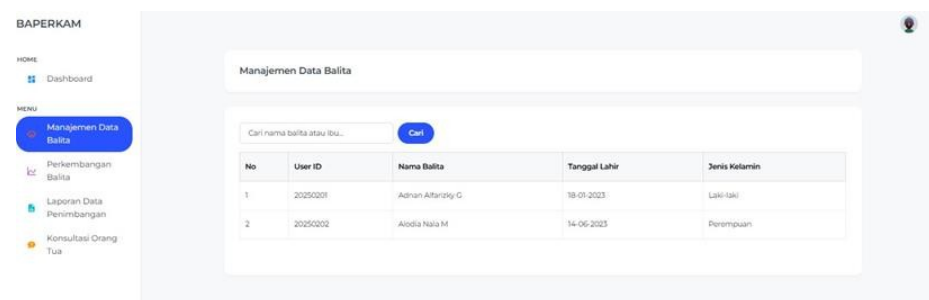 BAPERKAM
HOME
Dashboard
MENU
Manajemen Data
Balita
Perkembangan
Balita
Laporan Data
Penimbangan
Konsultasi Orang
Tua
Manajemen Data Balita
Cari nama balita atau ibu... Cari
No User ID Nama Balita Tanggal Lahir Jenis Kelamin
1 20250201 Adnan Alfarizky G 18-01-2023 Laki-laki
2 20250202 Alodia Naia M 14-06-2023 Perempuan